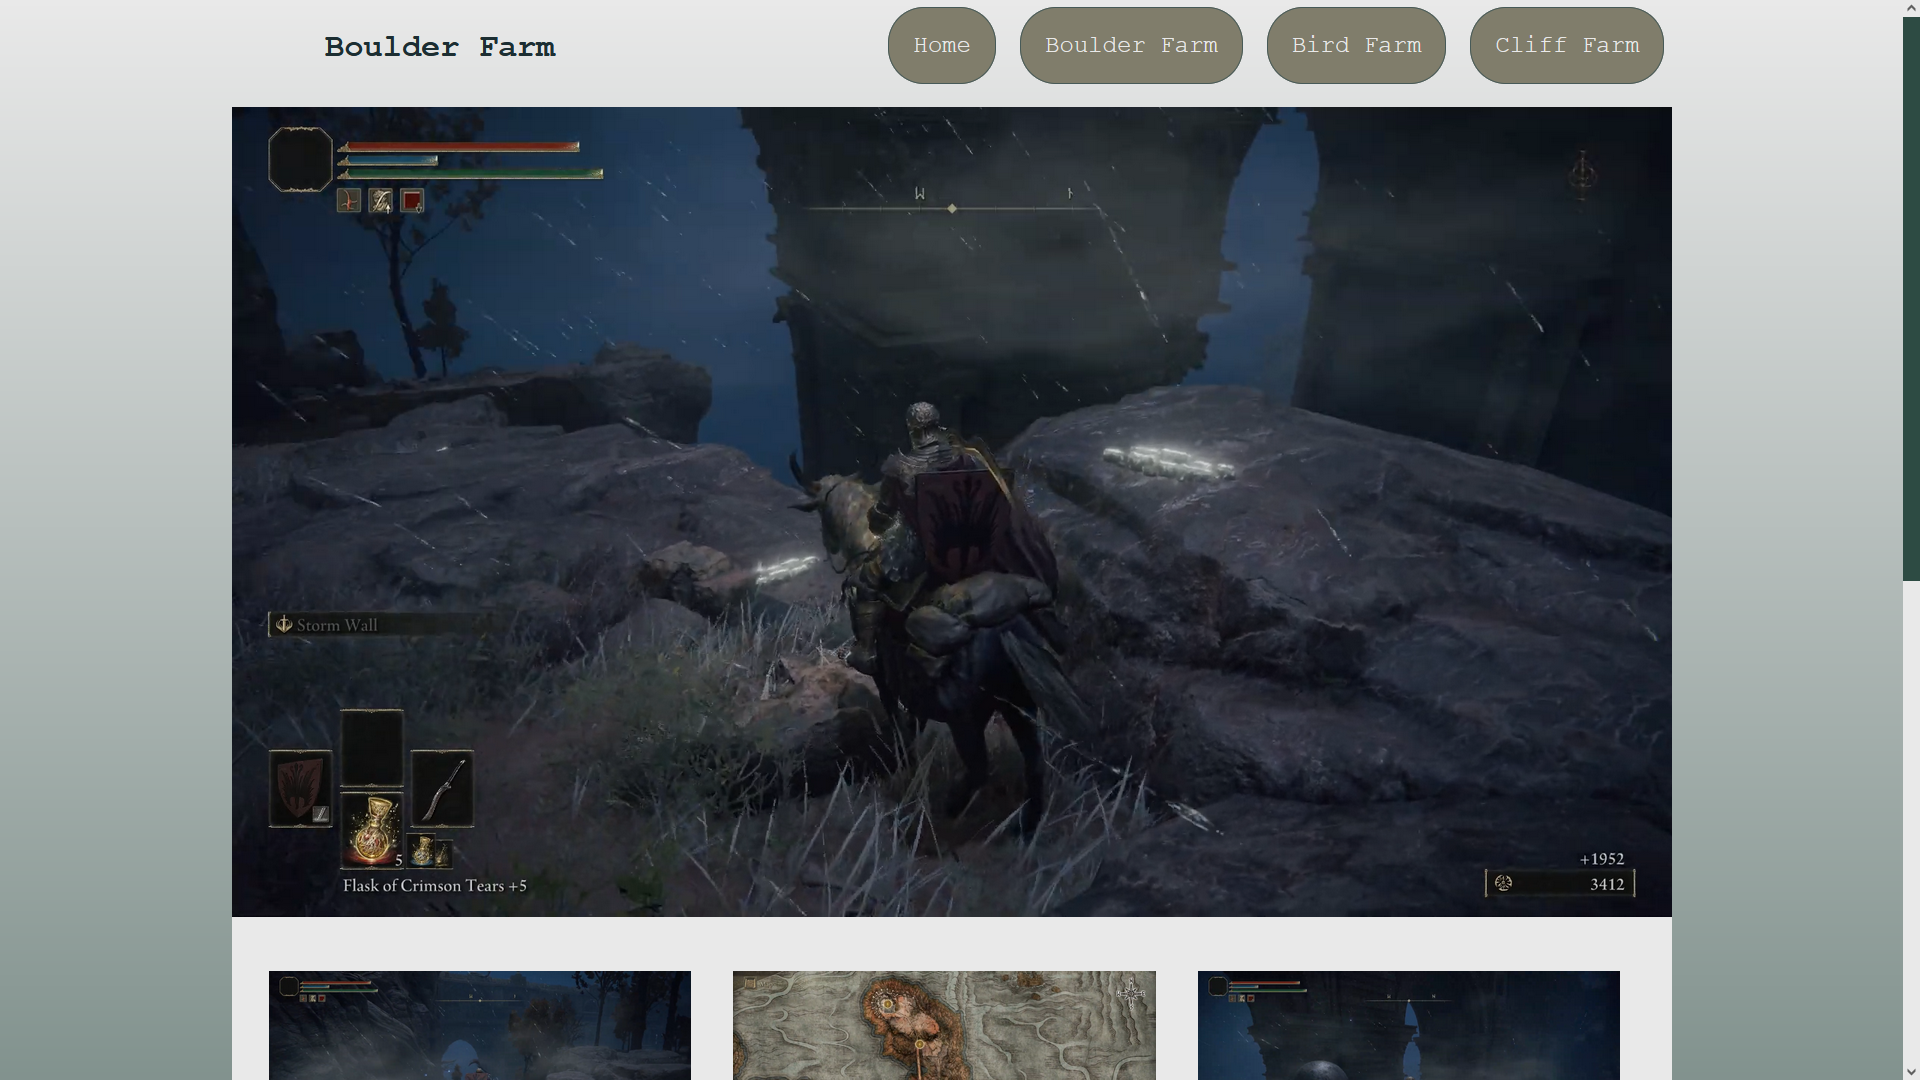 Boulder Farm
Home
Boulder Farm
Bird Farm
Cliff Farm
W
Storm Wall
5
Flask of Crimson Tears +5
+1952
3412